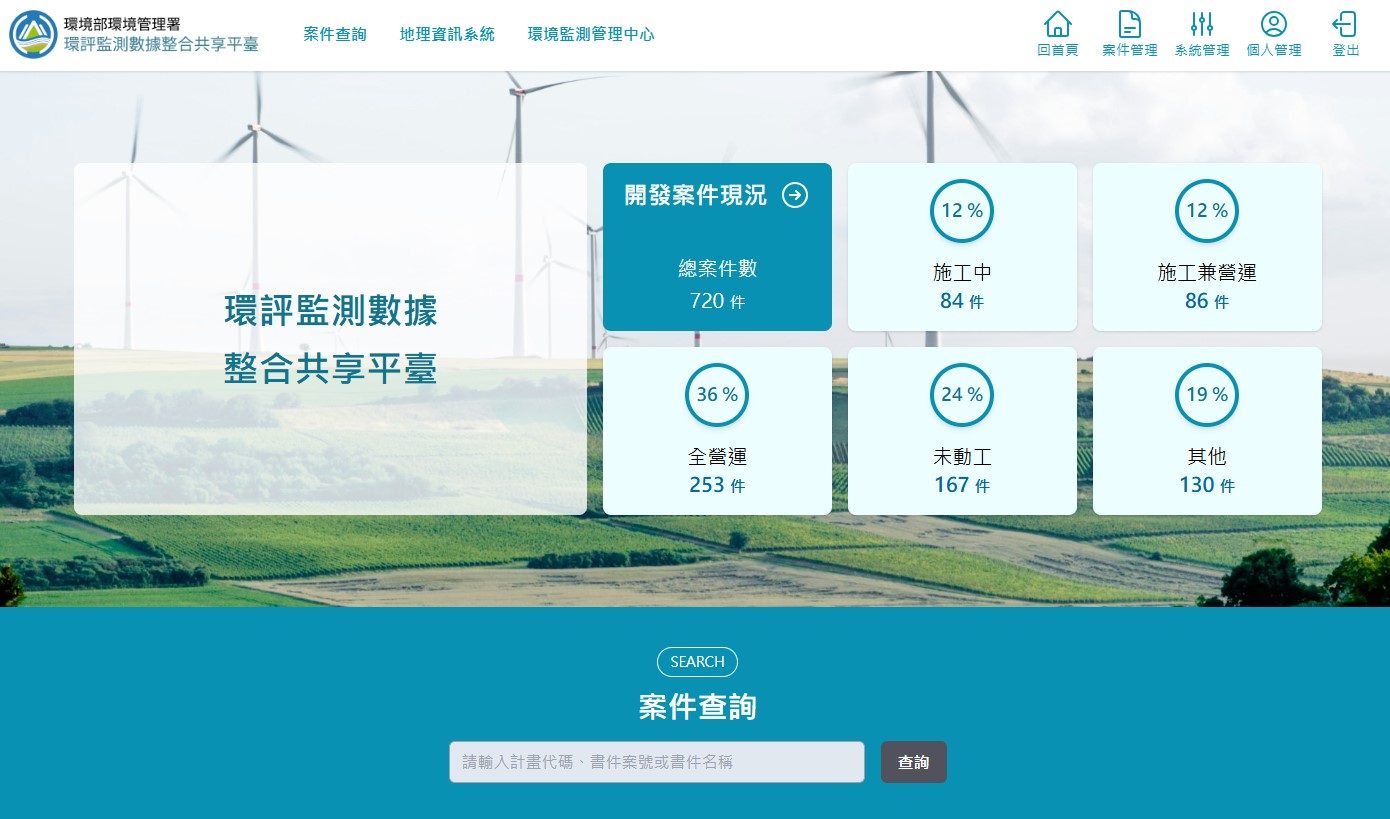 環境部環境管理署
環評監測數據整合共享平臺
案件查詢
地理資訊系統
環境監測管理中心
回首頁
案件管理
系統管理
個人管理
登出
環評監測數據
整合共享平臺
開發案件現況
總案件數
720 件
12 %
施工中
84 件
12 %
施工兼營運
86 件
36 %
全營運
253 件
24 %
未動工
167 件
19 %
其他
130 件
SEARCH
案件查詢
請輸入計畫代碼、書件案號或書件名稱
查詢